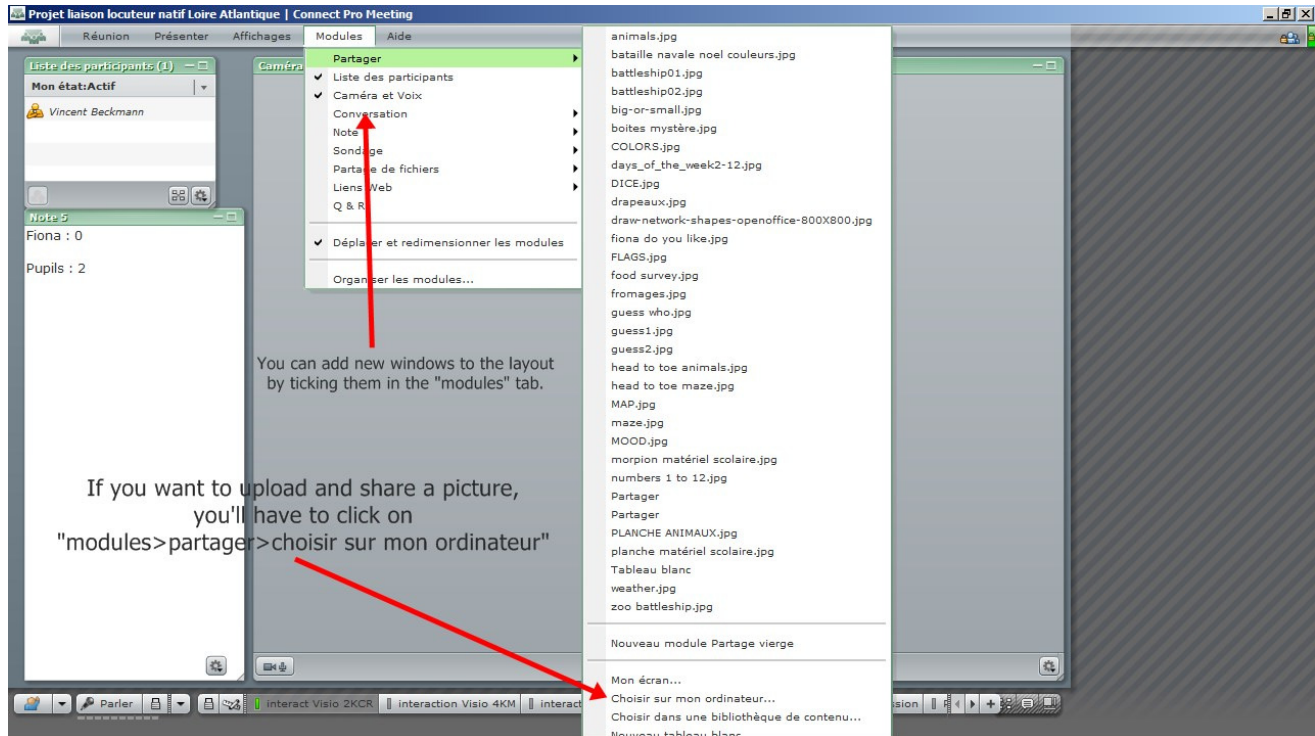 Projet liaison locuteur natif Loire Atlantique | Connect Pro Meeting
Réunion Présenter Affichages Modules Aide
Liste des participants (1)
Mon état:Actif
Vincent Beckmann
Note 5
Fiona : 0
Pupils : 2
Caméra
Partager
Liste des participants
Caméra et Voix
Conversation
Note
Sondage
Partage de fichiers
Liens Web
Q & R
Déplacer et redimensionner les modules
Organiser les modules...
You can add new windows to the layout
by ticking them in the "modules" tab.
If you want to upload and share a picture,
you'll have to click on
"modules>partager>choisir sur mon ordinateur"
animals.jpg
bataille navale noel couleurs.jpg
battleship01.jpg
battleship02.jpg
big-or-small.jpg
boites mystère.jpg
COLORS.jpg
days_of_the_week2-12.jpg
DICE.jpg
drapeaux.jpg
draw-network-shapes-openoffice-800X800.jpg
fiona do you like.jpg
FLAGS.jpg
food survey.jpg
fromages.jpg
guess who.jpg
guess1.jpg
guess2.jpg
head to toe animals.jpg
head to toe maze.jpg
MAP.jpg
maze.jpg
MOOD.jpg
morpion matériel scolaire.jpg
numbers 1 to 12.jpg
Partager
Partager
PLANCHE ANIMAUX.jpg
planche matériel scolaire.jpg
Tableau blanc
weather.jpg
zoo battleship.jpg
Nouveau module Partage vierge
Mon écran...
Choisir sur mon ordinateur...
Choisir dans une bibliothèque de contenu...
Nouveau tableau blanc
Parler
interact Visio 2KCR
interaction Visio 4KM
interact
ssion